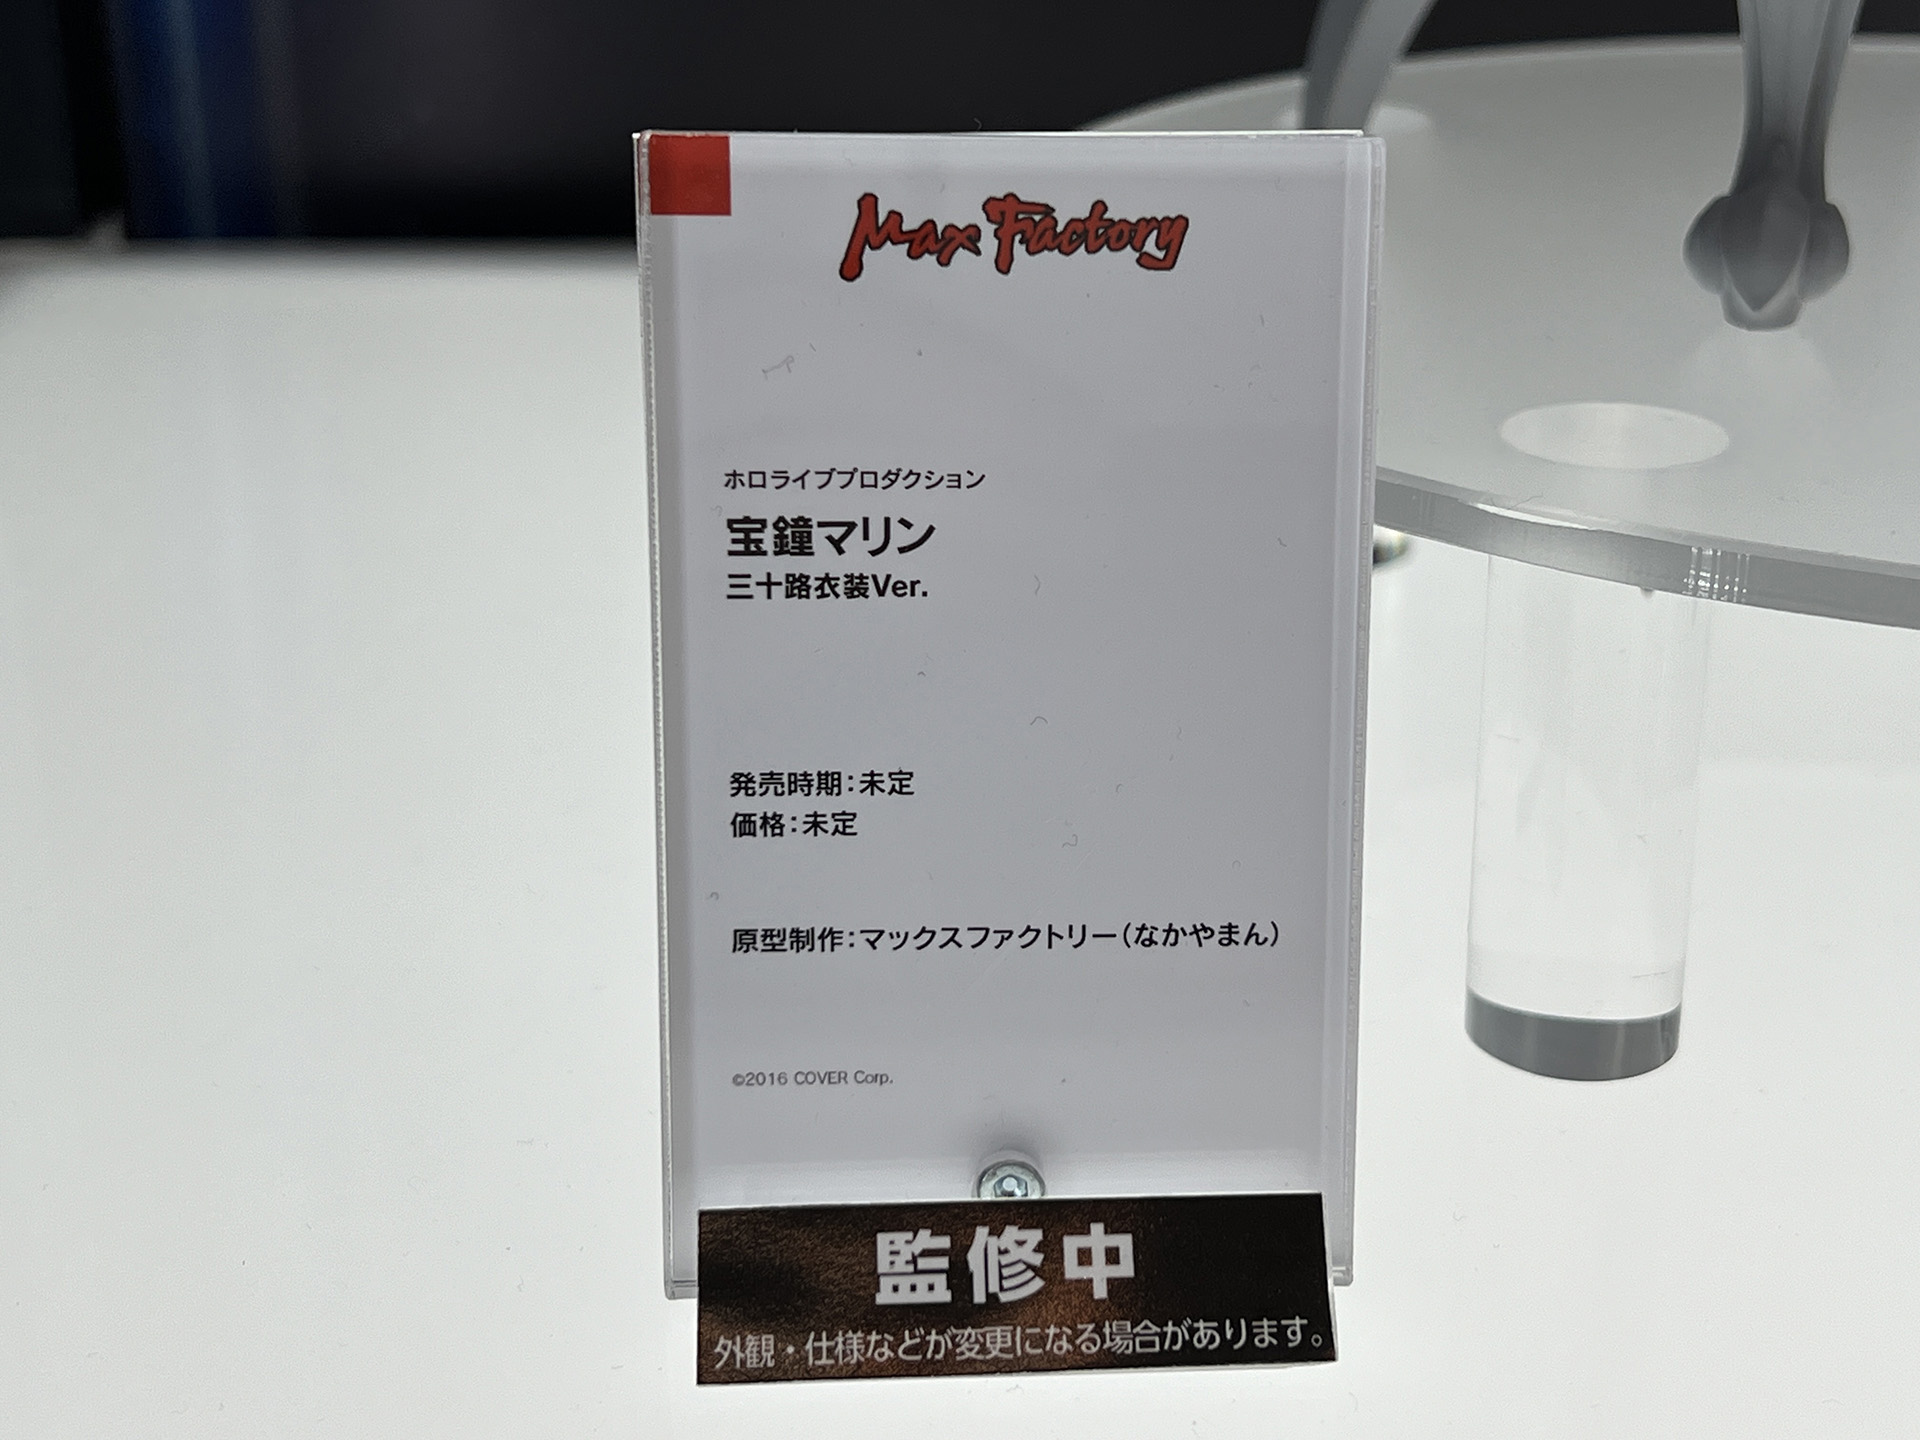 Max Factory
ホロライブプロダクション
宝鐘マリン
三十路衣装Ver.
発売時期：未定
価格：未定
原型制作：マックスファクトリー（なかやまん）
©2016 COVER Corp.
監修中
外観・仕様などが変更になる場合があります。